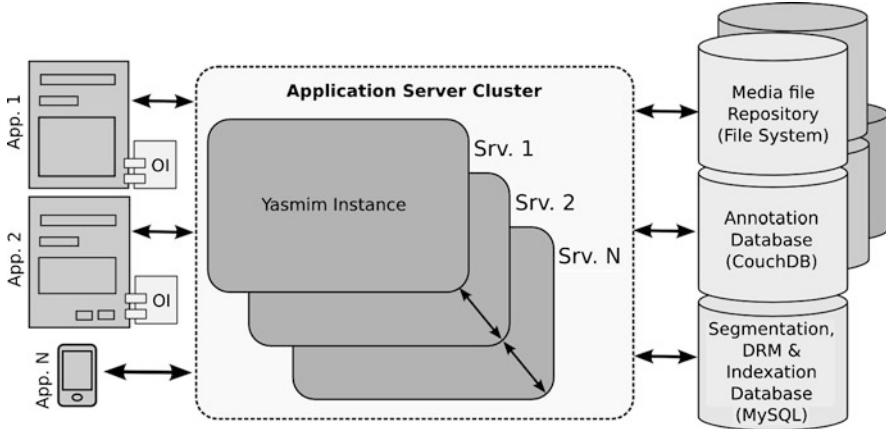 App. 1
OI
App. 2
OI
App. N
Application Server Cluster
Srv. 1
Yasmim Instance
Srv. 2
Srv. N
Media file
Repository
(File System)
Annotation
Database
(CouchDB)
Segmentation,
DRM &
Indexation
Database
(MySQL)